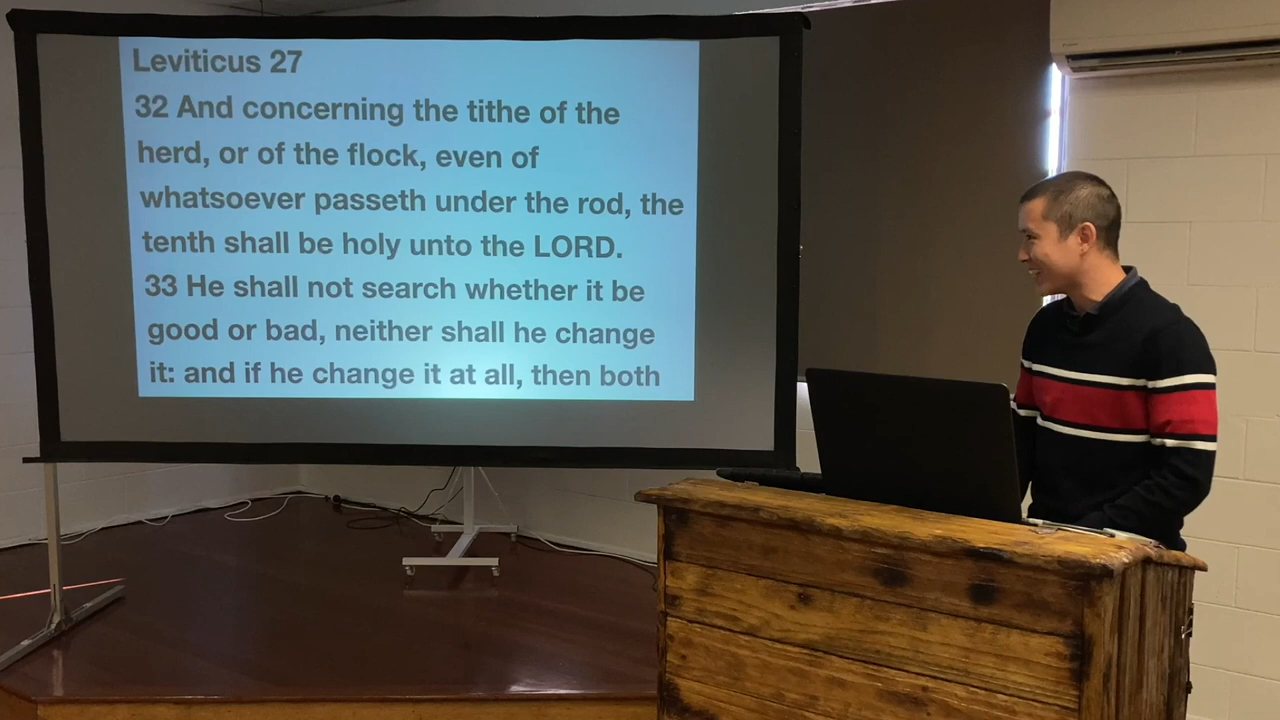 Leviticus 27
32 And concerning the tithe of the
herd, or of the flock, even of
whatsoever passeth under the rod, the
tenth shall be holy unto the LORD.
33 He shall not search whether it be
good or bad, neither shall he change
it: and if he change it at all, then both